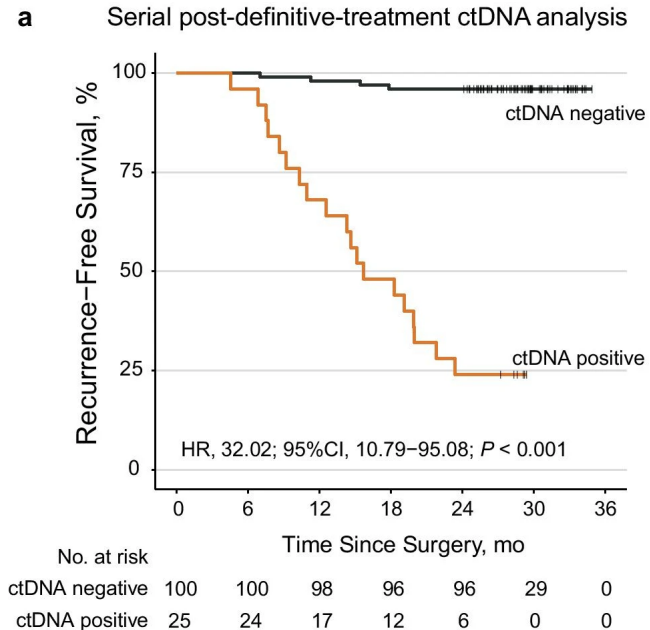 a Serial post-definitive-treatment ctDNA analysis
Recurrence−Free Survival, %
100
75
50
25
0
ctDNA negative
ctDNA positive
HR, 32.02; 95%CI, 10.79−95.08; P < 0.001
0 6 12 18 24 30 36
Time Since Surgery, mo
No. at risk
ctDNA negative 100 100 98 96 96 29 0
ctDNA positive 25 24 17 12 6 0 0